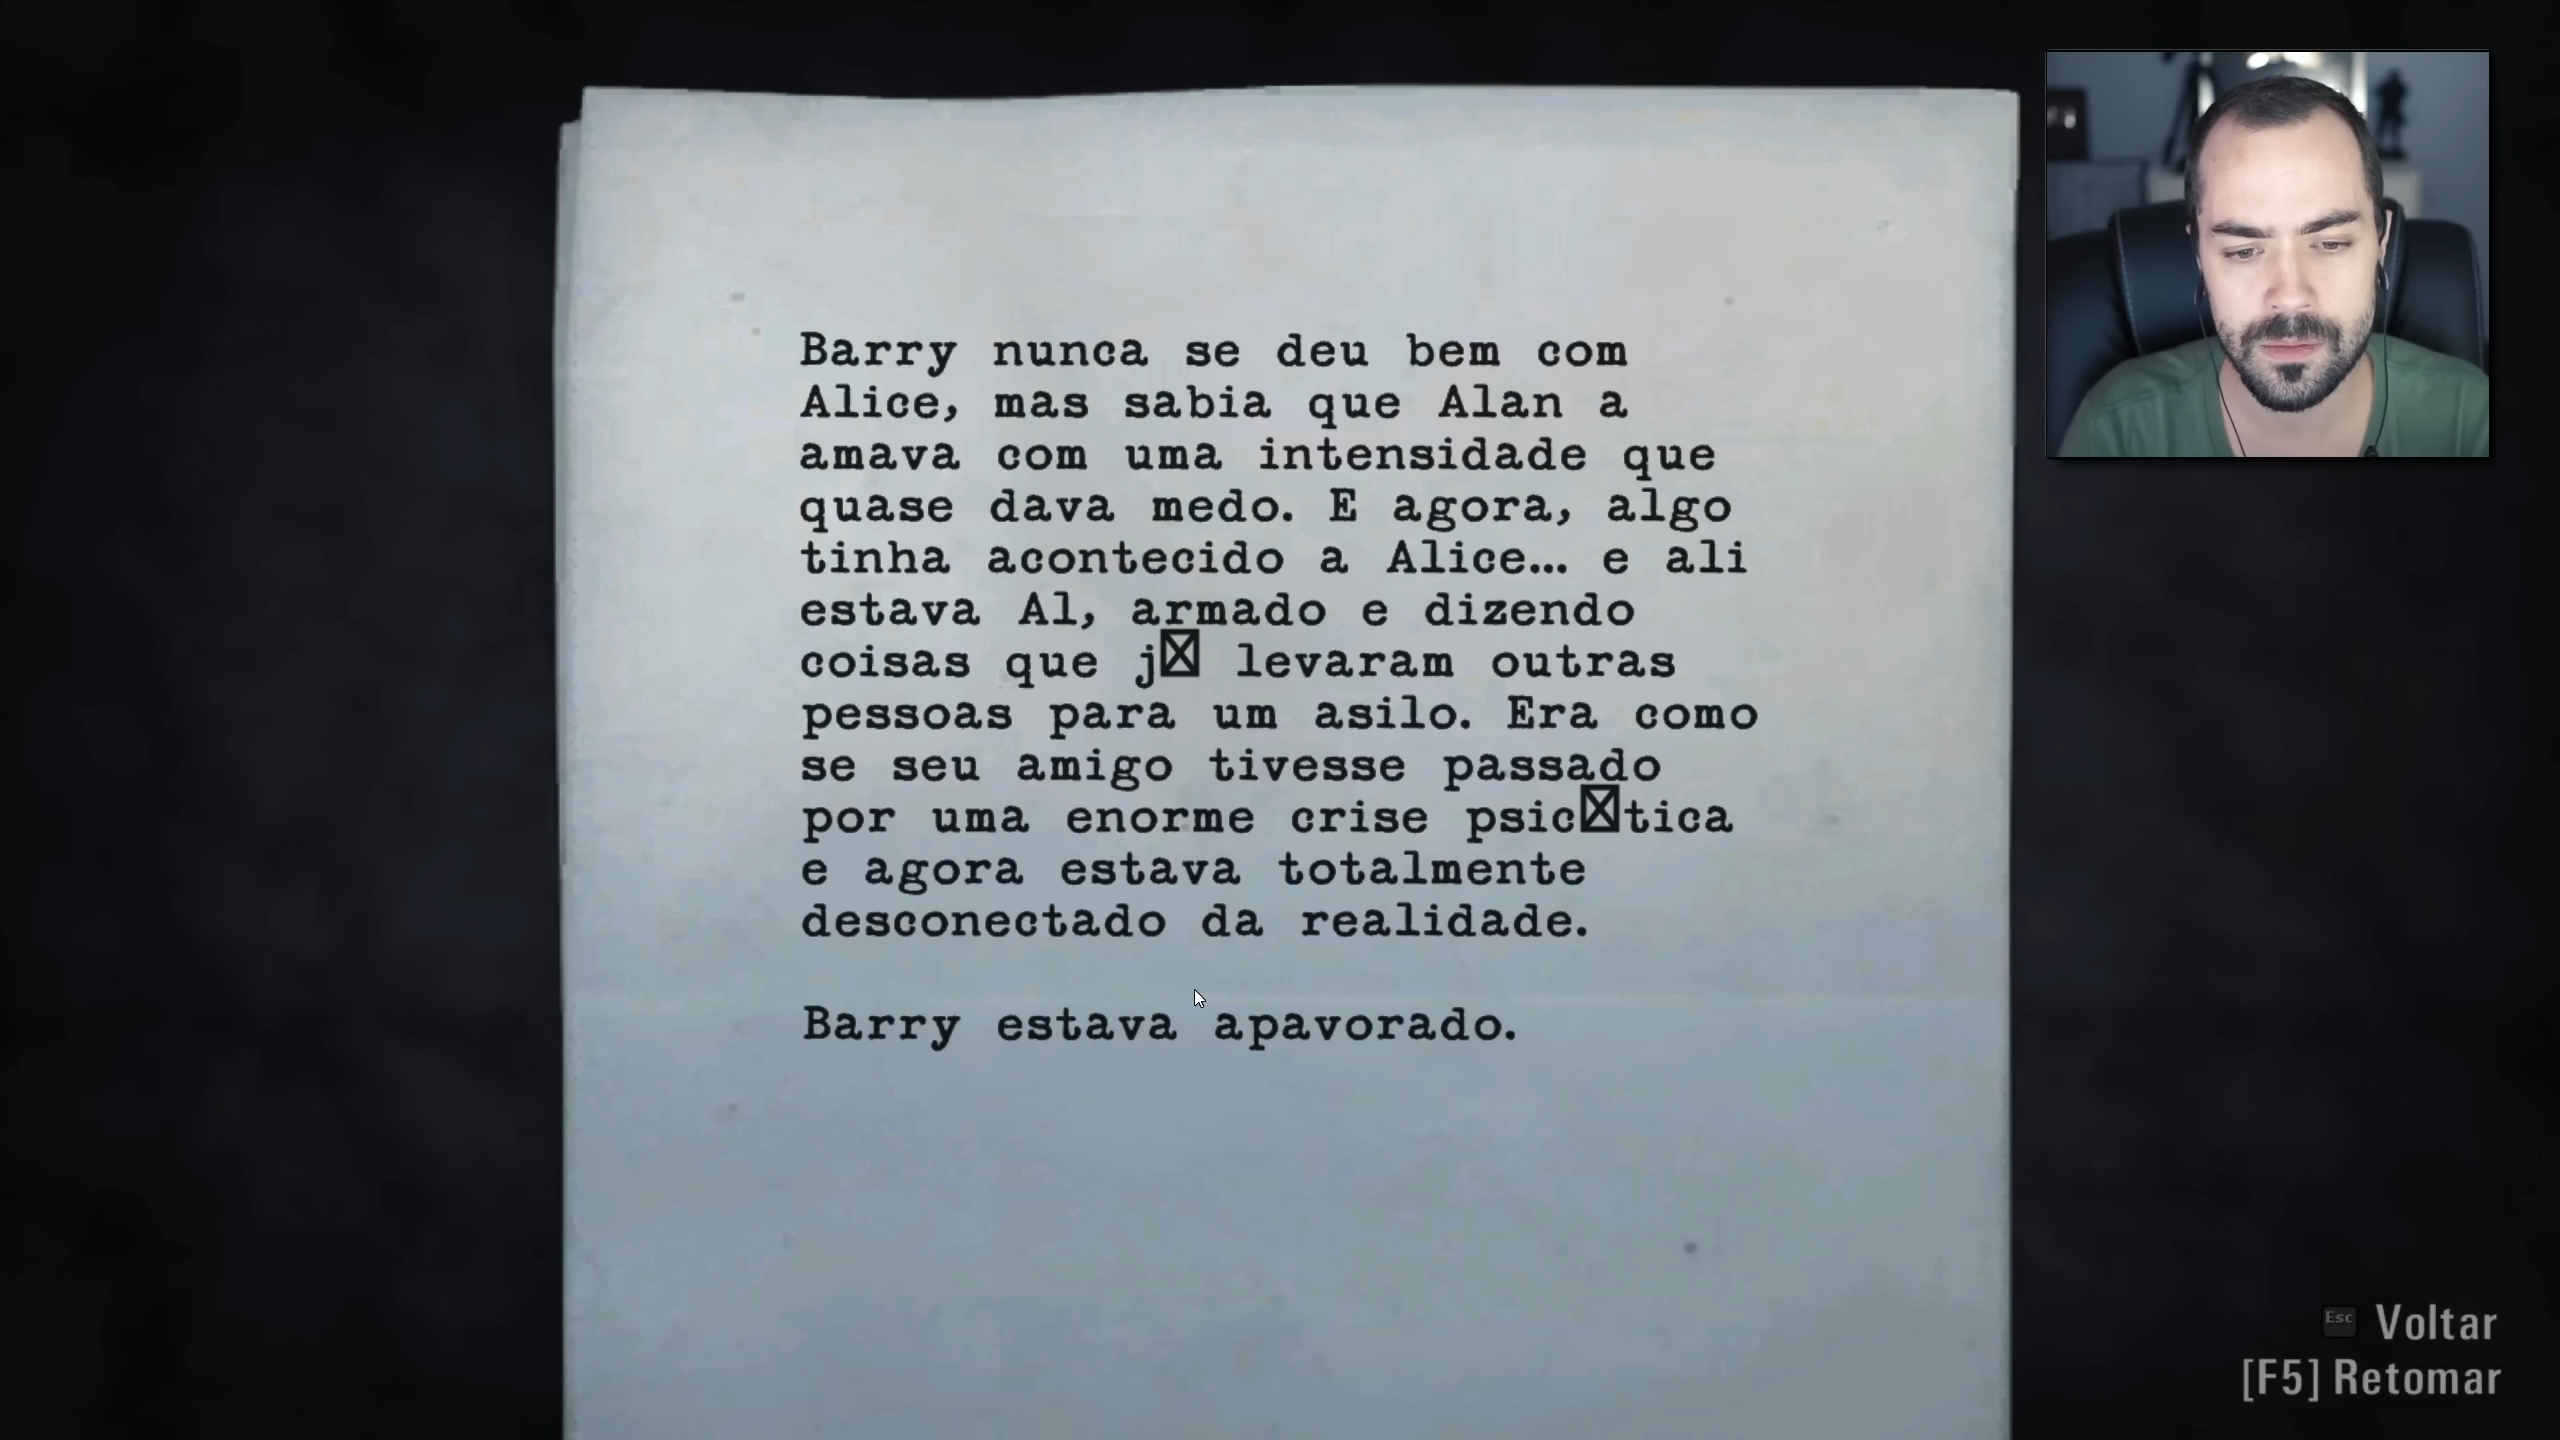 Barry nunca se deu bem com
Alice, mas sabia que Alan a
amava com uma intensidade que
quase dava medo. E agora, algo
tinha acontecido a Alice... e ali
estava Al, armado e dizendo
coisas que j☒ levaram outras
pessoas para um asilo. Era como
se seu amigo tivesse passado
por uma enorme crise psic☒tica
e agora estava totalmente
desconectado da realidade.
Barry estava apavorado.
Esc Voltar
[F5] Retomar